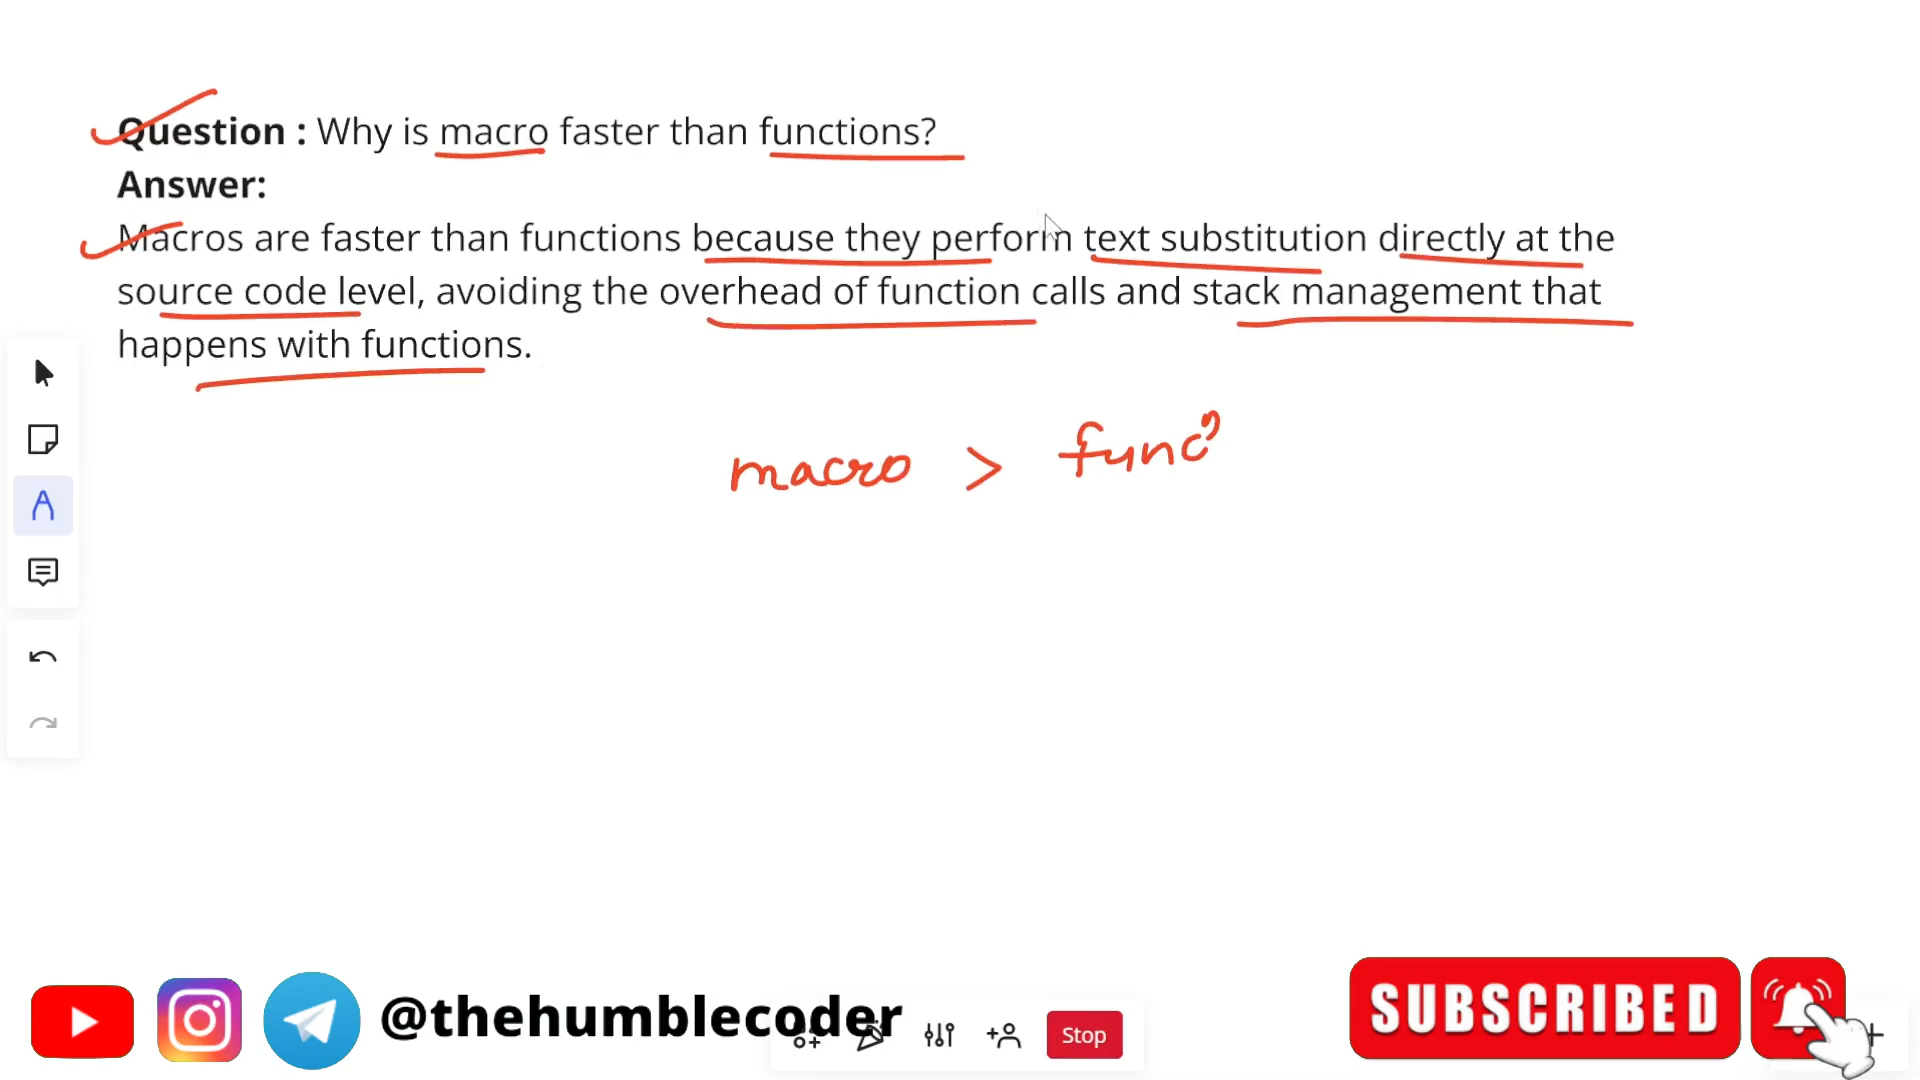 Question : Why is macro faster than functions?
Answer:
Macros are faster than functions because they perform text substitution directly at the
source code level, avoiding the overhead of function calls and stack management that
happens with functions.
macro > func
@thehumblecoder
Stop
SUBSCRIBED